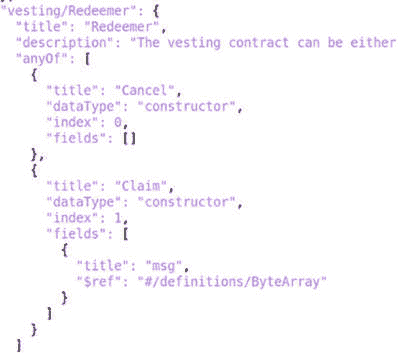 "vesting/Redeemer": {
"title": "Redeemer",
"description": "The vesting contract can be either
"anyOf": [
{
"title": "Cancel",
"dataType": "constructor",
"index": 0,
"fields": []
},
{
"title": "Claim",
"dataType": "constructor",
"index": 1,
"fields": [
{
"title": "msg",
"$ref": "#/definitions/ByteArray"
}
]
}
]